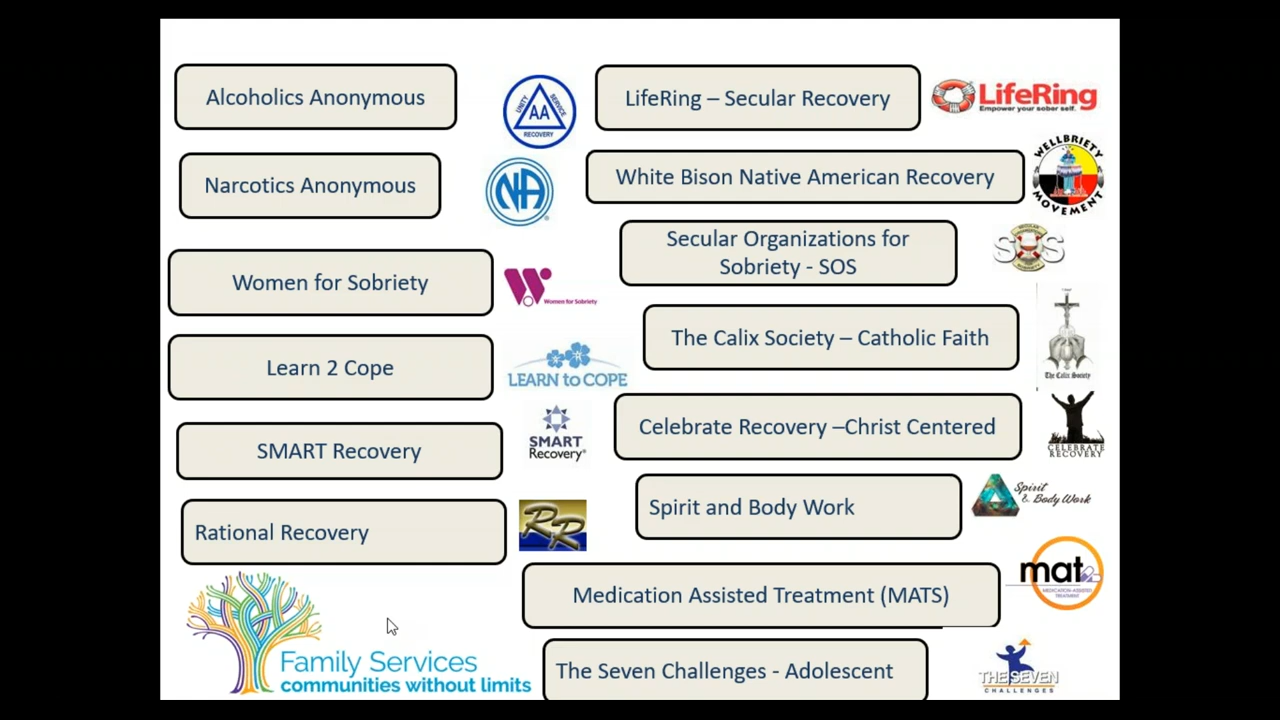 Alcoholics Anonymous
UNITY
SERVICE
AA
RECOVERY
Narcotics Anonymous
NA
Women for Sobriety
W
Women for Sobriety
Learn 2 Cope
LEARN to COPE
SMART Recovery
SMART
Recovery®
Rational Recovery
RR
Family Services
communities without limits
LifeRing – Secular Recovery
LifeRing
Empower your sober self.
White Bison Native American Recovery
WELLBRIETY
MOVEMENT
Secular Organizations for
Sobriety - SOS
SOS
The Calix Society – Catholic Faith
The Calix Society
Celebrate Recovery –Christ Centered
CELEBRATE
RECOVERY
Spirit and Body Work
Spirit
& Body Work
Medication Assisted Treatment (MATS)
mat
MEDICATION-ASSISTED
TREATMENT
The Seven Challenges - Adolescent
THE SEVEN
CHALLENGES